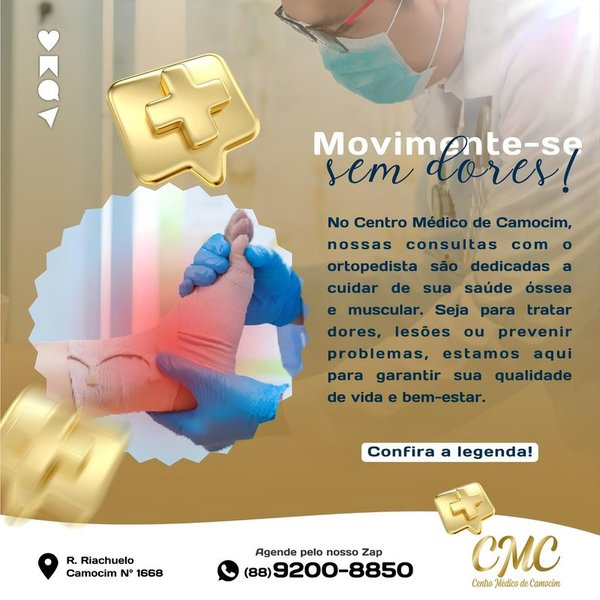 Movimente-se
sem dores!
No Centro Médico de Camocim,
nossas consultas com o
ortopedista são dedicadas a
cuidar de sua saúde óssea
e muscular. Seja para tratar
dores, lesões ou prevenir
problemas, estamos aqui
para garantir sua qualidade
de vida e bem-estar.
Confira a legenda!
R. Riachuelo
Camocim Nº 1668
Agende pelo nosso Zap
(88)9200-8850
CMC
Centro Médico de Camocim